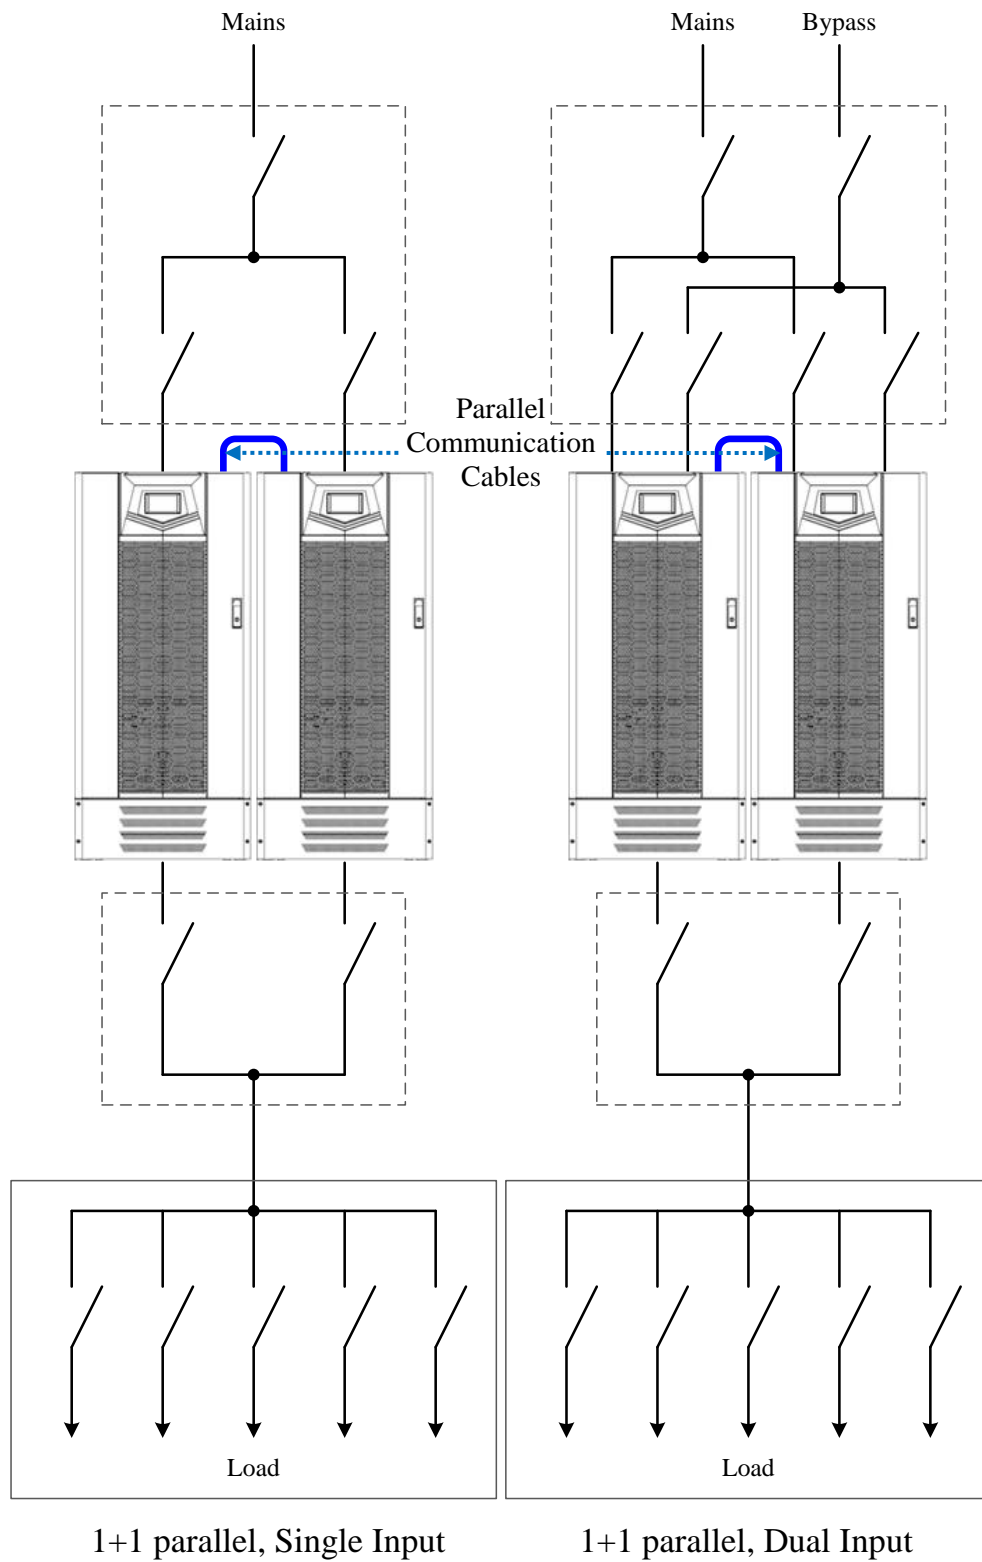 Mains
Mains
Bypass
Parallel
Communication
Cables
Load
Load
1+1 parallel, Single Input
1+1 parallel, Dual Input